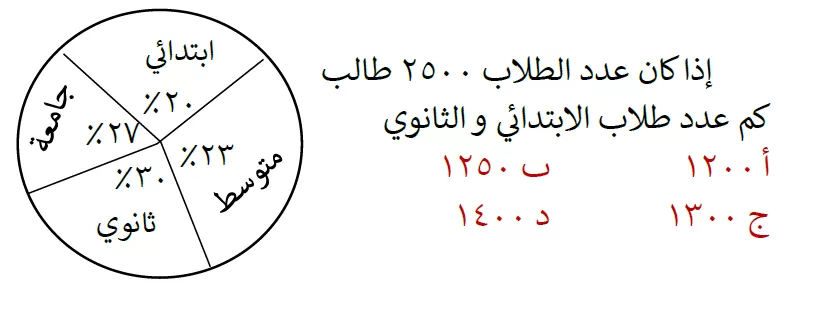 إذا كان عدد الطلاب ٢٥٠٠ طالب
كم عدد طلاب الابتدائي و الثانوي
أ ١٢٠٠ ب ١٢٥٠
ج ١٣٠٠ د ١٤٠٠
ابتدائي
٢٠٪
جامعة
٢٧٪
٢٣٪
متوسط
٣٠٪
ثانوي